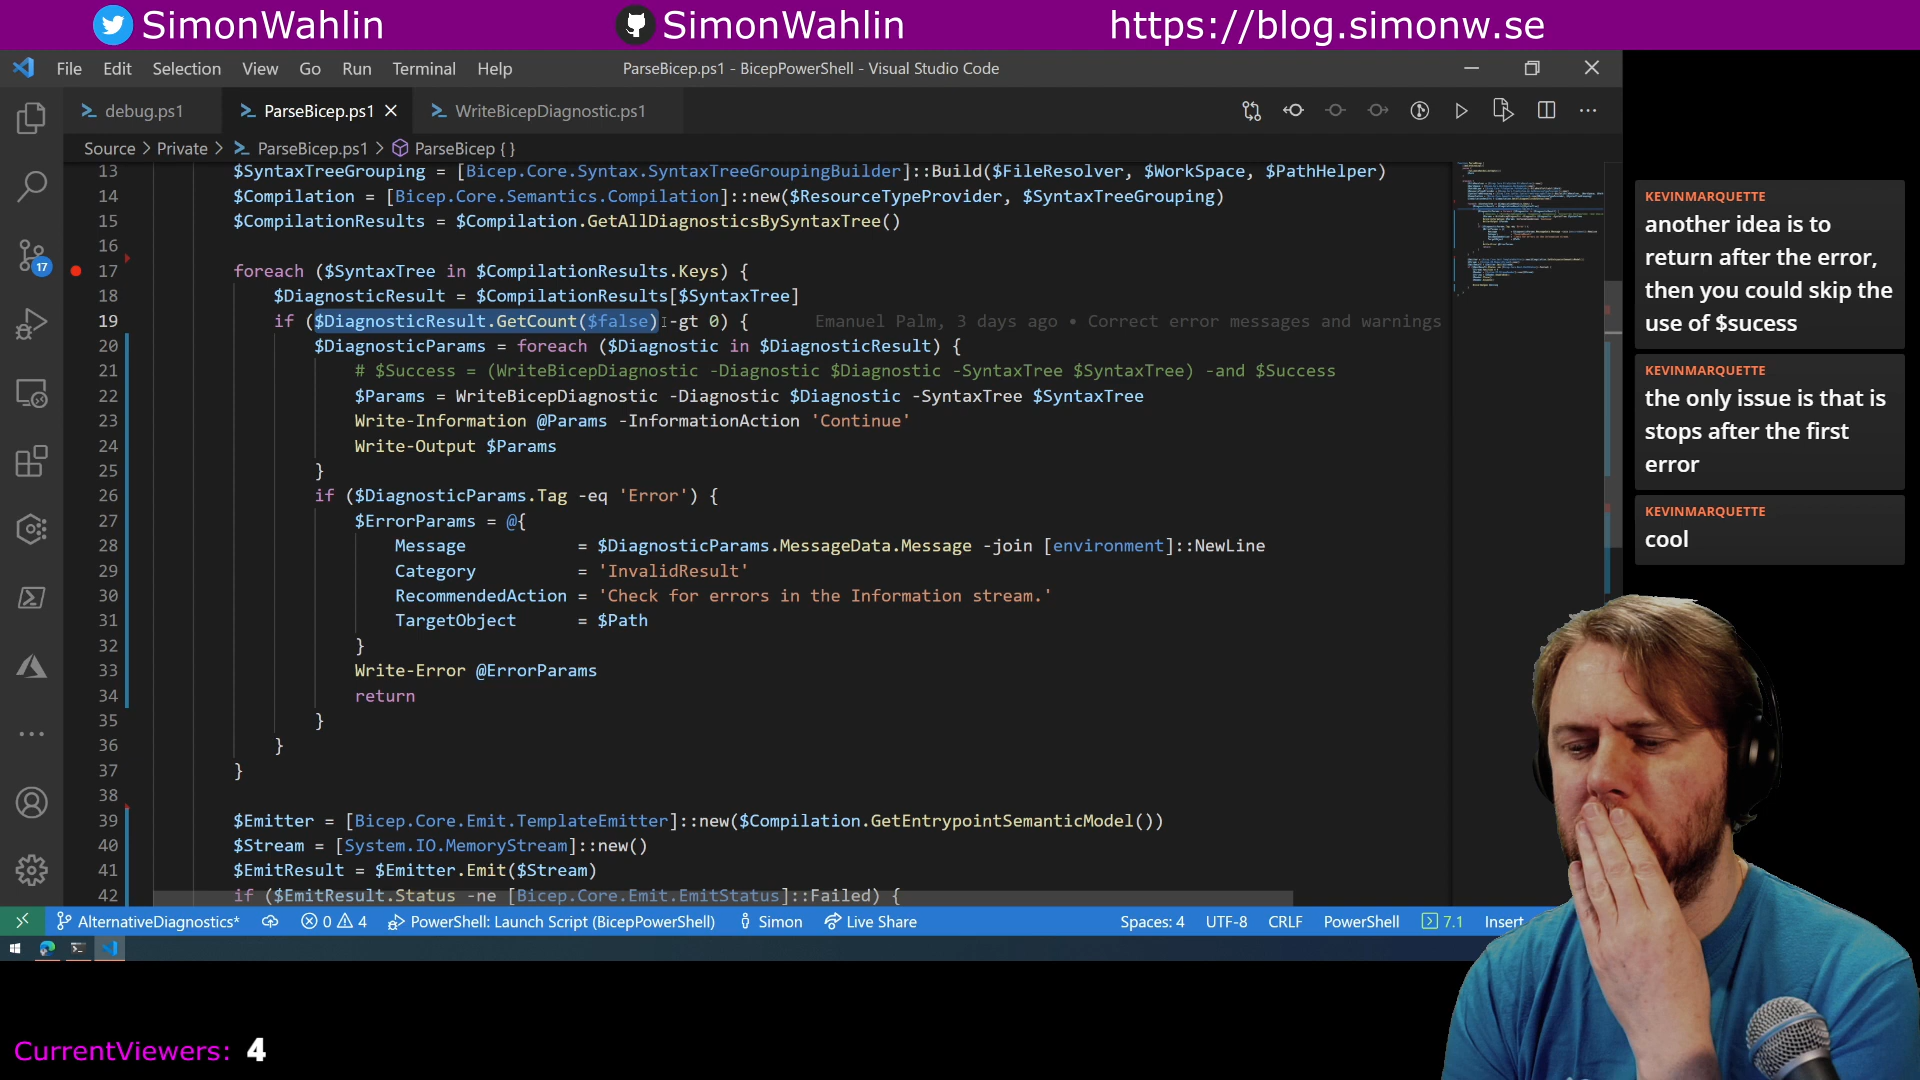 SimonWahlin
SimonWahlin
https://blog.simonw.se
File Edit Selection View Go Run Terminal Help
ParseBicep.ps1 - BicepPowerShell - Visual Studio Code
debug.ps1
ParseBicep.ps1
WriteBicepDiagnostic.ps1
Source > Private > ParseBicep.ps1 > ParseBicep { }
13 $SyntaxTreeGrouping = [Bicep.Core.Syntax.SyntaxTreeGroupingBuilder]::Build($FileResolver, $WorkSpace, $PathHelper)
14 $Compilation = [Bicep.Core.Semantics.Compilation]::new($ResourceTypeProvider, $SyntaxTreeGrouping)
15 $CompilationResults = $Compilation.GetAllDiagnosticsBySyntaxTree()
16
17 foreach ($SyntaxTree in $CompilationResults.Keys) {
18 $DiagnosticResult = $CompilationResults[$SyntaxTree]
19 if ($DiagnosticResult.GetCount($false) -gt 0) { Emanuel Palm, 3 days ago • Correct error messages and warnings
20 $DiagnosticParams = foreach ($Diagnostic in $DiagnosticResult) {
21 # $Success = (WriteBicepDiagnostic -Diagnostic $Diagnostic -SyntaxTree $SyntaxTree) -and $Success
22 $Params = WriteBicepDiagnostic -Diagnostic $Diagnostic -SyntaxTree $SyntaxTree
23 Write-Information @Params -InformationAction 'Continue'
24 Write-Output $Params
25 }
26 if ($DiagnosticParams.Tag -eq 'Error') {
27 $ErrorParams = @{
28 Message = $DiagnosticParams.MessageData.Message -join [environment]::NewLine
29 Category = 'InvalidResult'
30 RecommendedAction = 'Check for errors in the Information stream.'
31 TargetObject = $Path
32 }
33 Write-Error @ErrorParams
34 return
35 }
36 }
37 }
38
39 $Emitter = [Bicep.Core.Emit.TemplateEmitter]::new($Compilation.GetEntrypointSemanticModel())
40 $Stream = [System.IO.MemoryStream]::new()
41 $EmitResult = $Emitter.Emit($Stream)
42 if ($EmitResult.Status -ne [Bicep.Core.Emit.EmitStatus]::Failed) {
17
AlternativeDiagnostics* 0 4 PowerShell: Launch Script (BicepPowerShell) Simon Live Share Spaces: 4 UTF-8 CRLF PowerShell 7.1 Insert
KEVINMARQUETTE
another idea is to
return after the error,
then you could skip the
use of $sucess
KEVINMARQUETTE
the only issue is that is
stops after the first
error
KEVINMARQUETTE
cool
CurrentViewers: 4